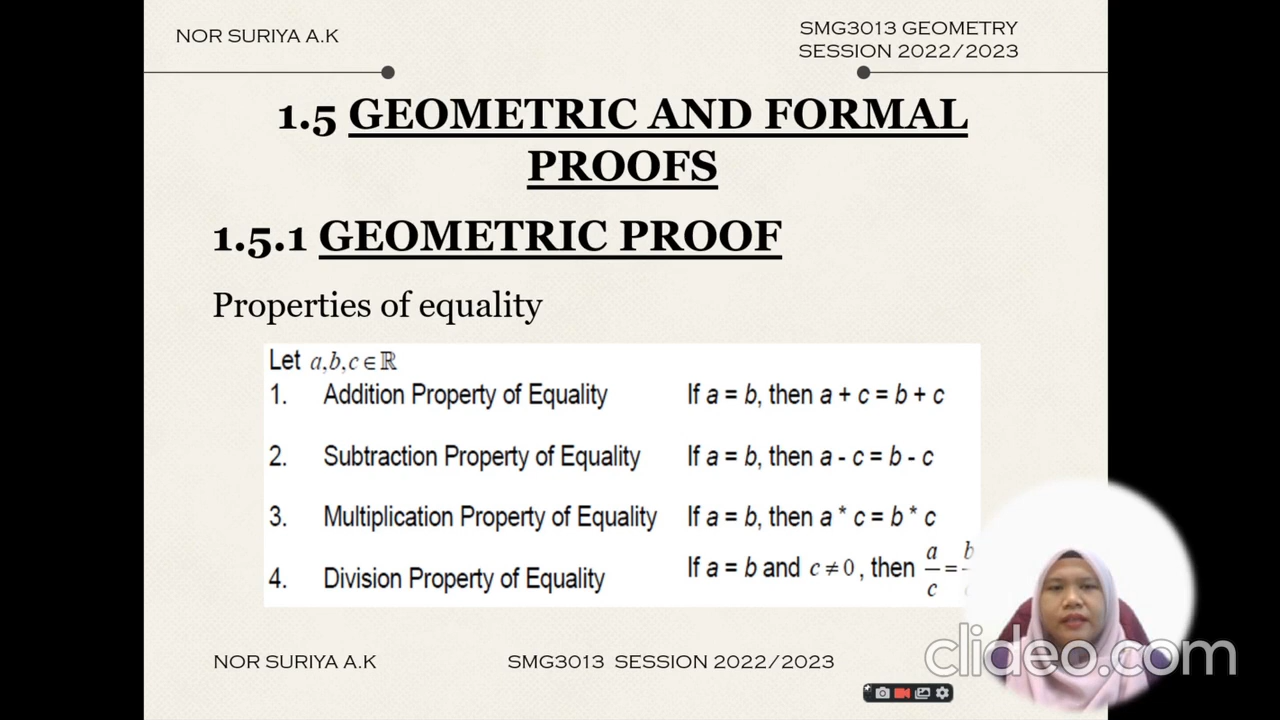 NOR SURIYA A.K
SMG3013 GEOMETRY
SESSION 2022/2023
1.5 GEOMETRIC AND FORMAL
PROOFS
1.5.1 GEOMETRIC PROOF
Properties of equality
Let a,b,c ∈ ℝ
1. Addition Property of Equality If a = b, then a + c = b + c
2. Subtraction Property of Equality If a = b, then a - c = b - c
3. Multiplication Property of Equality If a = b, then a * c = b * c
4. Division Property of Equality If a = b and c ≠ 0, then a/c = b
NOR SURIYA A.K
SMG3013 SESSION 2022/2023
clideo.com